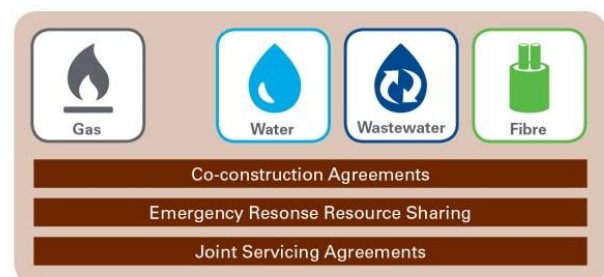 Gas Water Wastewater Fibre
Co-construction Agreements
Emergency Resonse Resource Sharing
Joint Servicing Agreements